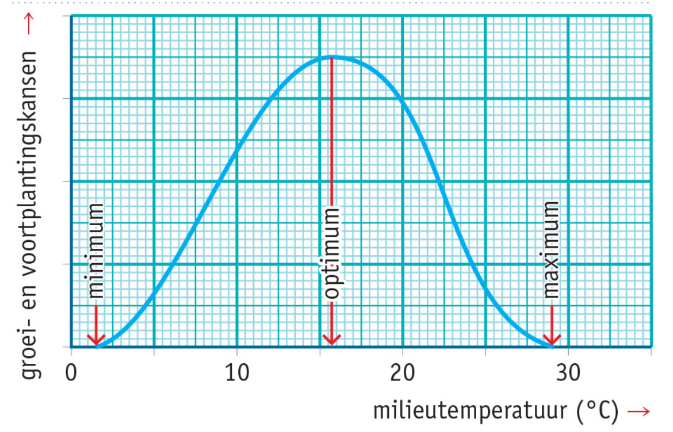 groei- en voortplantingskansen →
minimum
optimum
maximum
0 10 20 30
milieutemperatuur (°C) →